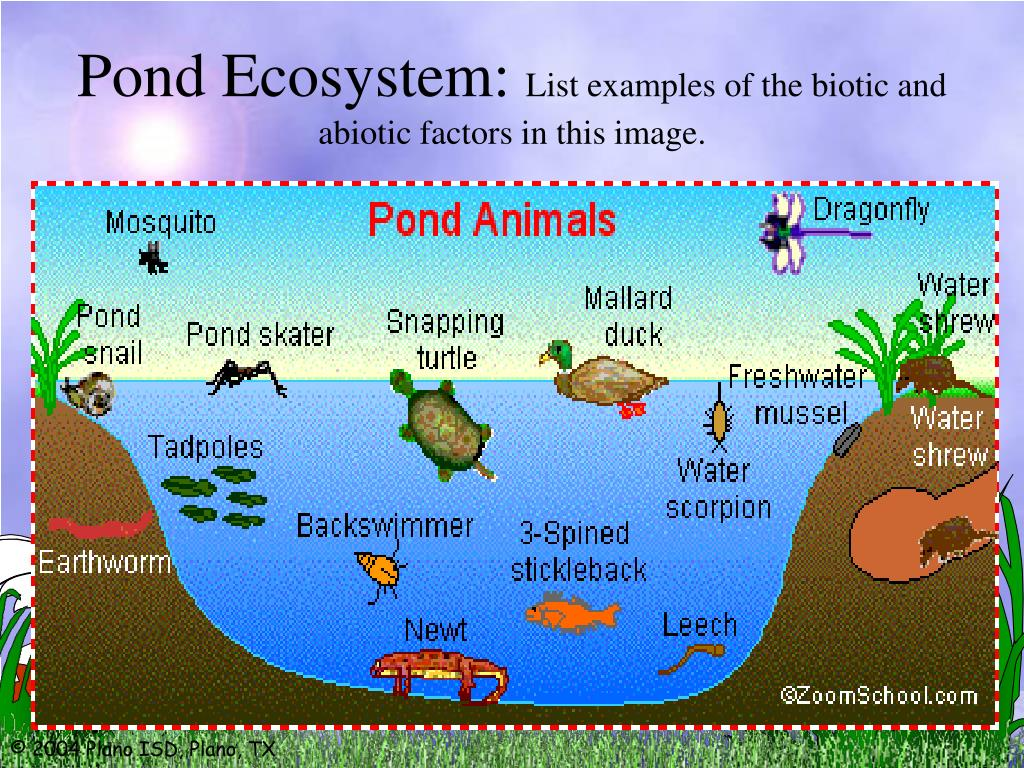 Pond Ecosystem: List examples of the biotic and
abiotic factors in this image.
Pond Animals
Mosquito
Dragonfly
Water
shrew
Mallard
duck
Pond
snail
Pond skater
Snapping
turtle
Freshwater
mussel
Water
shrew
Tadpoles
Water
scorpion
Backswimmer
3-Spined
stickleback
Earthworm
Newt
Leech
©ZoomSchool.com
© 2004 Plano ISD, Plano, TX